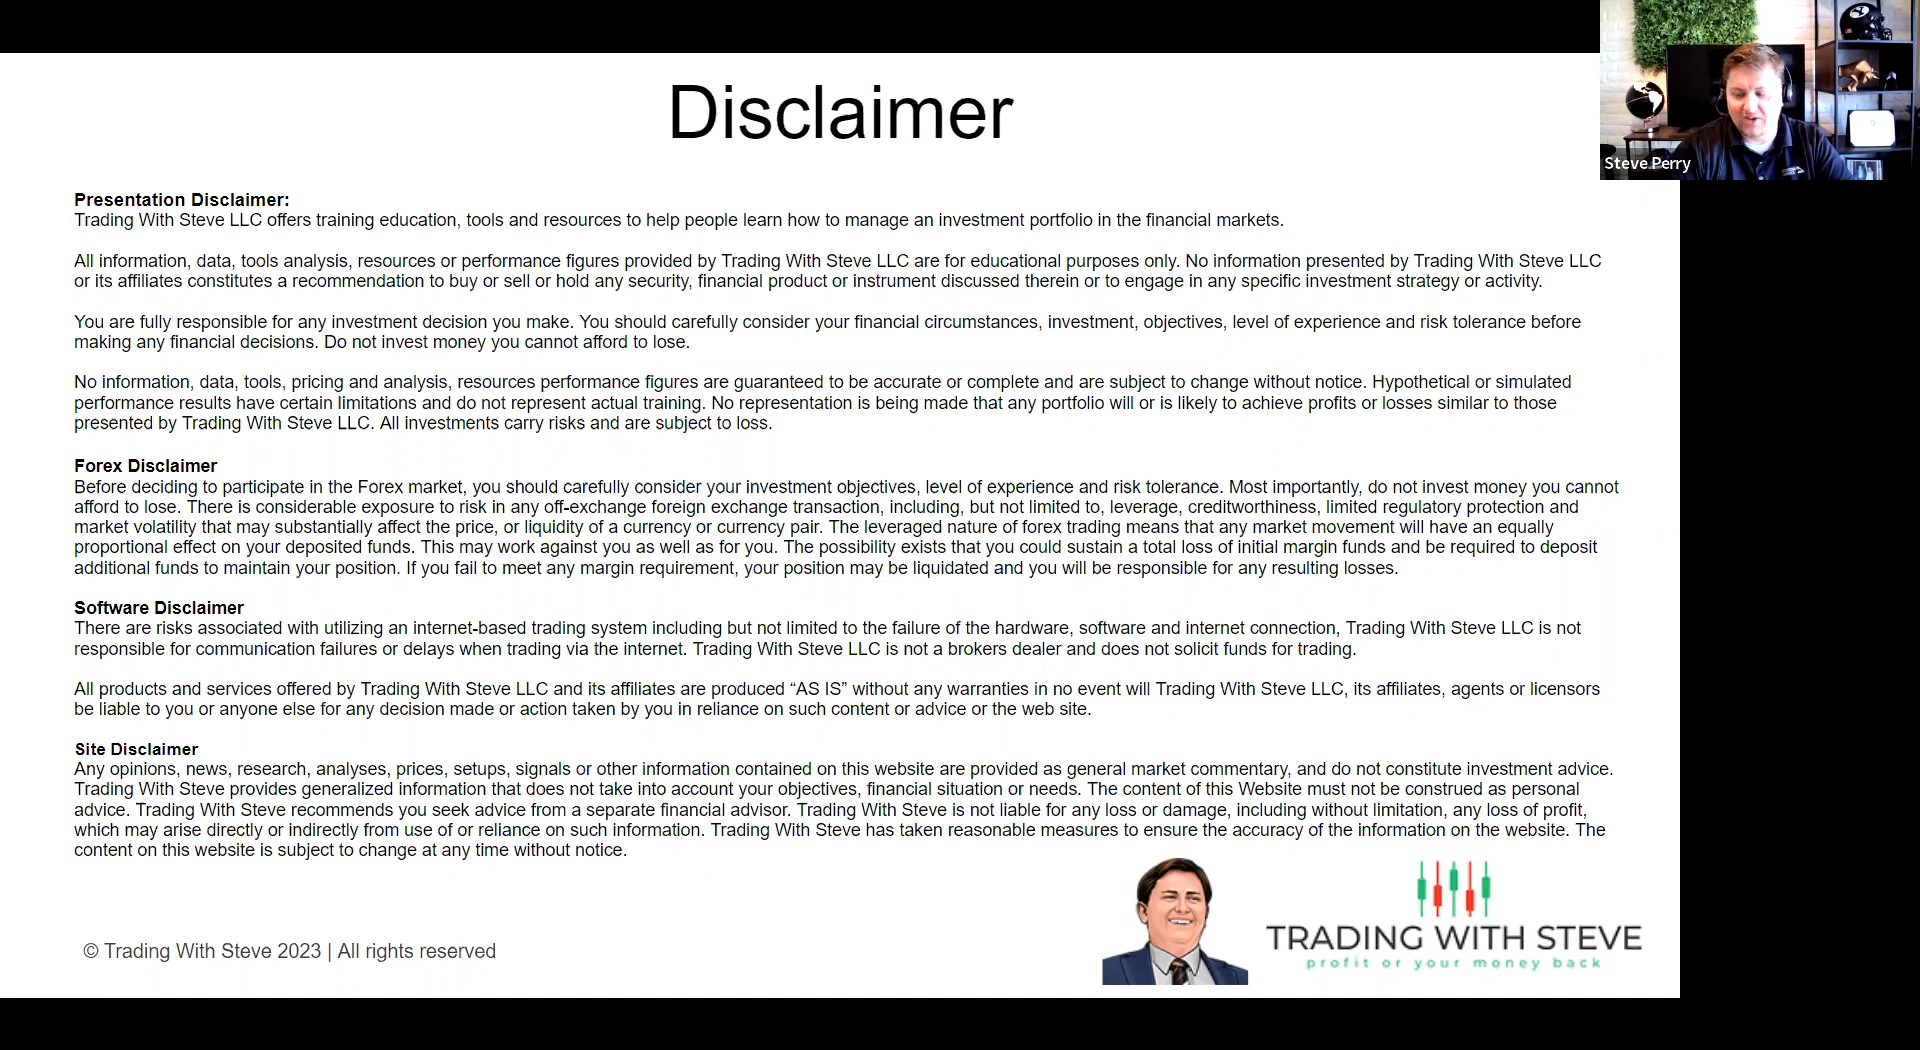 Disclaimer
Steve Perry
Presentation Disclaimer:
Trading With Steve LLC offers training education, tools and resources to help people learn how to manage an investment portfolio in the financial markets.
All information, data, tools analysis, resources or performance figures provided by Trading With Steve LLC are for educational purposes only. No information presented by Trading With Steve LLC
or its affiliates constitutes a recommendation to buy or sell or hold any security, financial product or instrument discussed therein or to engage in any specific investment strategy or activity.
You are fully responsible for any investment decision you make. You should carefully consider your financial circumstances, investment, objectives, level of experience and risk tolerance before
making any financial decisions. Do not invest money you cannot afford to lose.
No information, data, tools, pricing and analysis, resources performance figures are guaranteed to be accurate or complete and are subject to change without notice. Hypothetical or simulated
performance results have certain limitations and do not represent actual training. No representation is being made that any portfolio will or is likely to achieve profits or losses similar to those
presented by Trading With Steve LLC. All investments carry risks and are subject to loss.
Forex Disclaimer
Before deciding to participate in the Forex market, you should carefully consider your investment objectives, level of experience and risk tolerance. Most importantly, do not invest money you cannot
afford to lose. There is considerable exposure to risk in any off-exchange foreign exchange transaction, including, but not limited to, leverage, creditworthiness, limited regulatory protection and
market volatility that may substantially affect the price, or liquidity of a currency or currency pair. The leveraged nature of forex trading means that any market movement will have an equally
proportional effect on your deposited funds. This may work against you as well as for you. The possibility exists that you could sustain a total loss of initial margin funds and be required to deposit
additional funds to maintain your position. If you fail to meet any margin requirement, your position may be liquidated and you will be responsible for any resulting losses.
Software Disclaimer
There are risks associated with utilizing an internet-based trading system including but not limited to the failure of the hardware, software and internet connection, Trading With Steve LLC is not
responsible for communication failures or delays when trading via the internet. Trading With Steve LLC is not a brokers dealer and does not solicit funds for trading.
All products and services offered by Trading With Steve LLC and its affiliates are produced “AS IS” without any warranties in no event will Trading With Steve LLC, its affiliates, agents or licensors
be liable to you or anyone else for any decision made or action taken by you in reliance on such content or advice or the web site.
Site Disclaimer
Any opinions, news, research, analyses, prices, setups, signals or other information contained on this website are provided as general market commentary, and do not constitute investment advice.
Trading With Steve provides generalized information that does not take into account your objectives, financial situation or needs. The content of this Website must not be construed as personal
advice. Trading With Steve recommends you seek advice from a separate financial advisor. Trading With Steve is not liable for any loss or damage, including without limitation, any loss of profit,
which may arise directly or indirectly from use of or reliance on such information. Trading With Steve has taken reasonable measures to ensure the accuracy of the information on the website. The
content on this website is subject to change at any time without notice.
© Trading With Steve 2023 | All rights reserved
TRADING WITH STEVE
profit or your money back